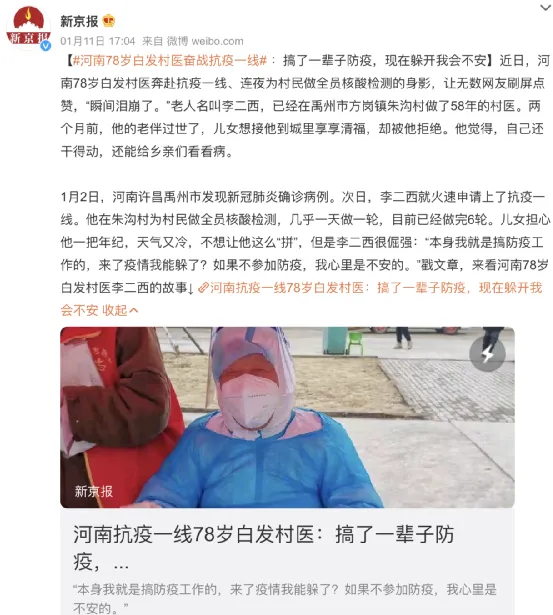 新京报
新京报
01月11日 17:04 来自 微博 weibo.com
【#河南78岁白发村医奋战抗疫一线#：搞了一辈子防疫，现在躲开我会不安】近日，河
南78岁白发村医奔赴抗疫一线、连夜为村民做全员核酸检测的身影，让无数网友刷屏点
赞，“瞬间泪崩了。”老人名叫李二西，已经在禹州市方岗镇朱沟村做了58年的村医。两
个月前，他的老伴过世了，儿女想接他到城里享享清福，却被他拒绝。他觉得，自己还
干得动，还能给乡亲们看看病。
1月2日，河南许昌禹州市发现新冠肺炎确诊病例。次日，李二西就火速申请上了抗疫一
线。他在朱沟村为村民做全员核酸检测，几乎一天做一轮，目前已经做完6轮。儿女担心
他一把年纪，天气又冷，不想让他这么“拼”，但是李二西很倔强：“本身我就是搞防疫
工作的，来了疫情我能躲了？如果不参加防疫，我心里是不安的。”戳文章，来看河南78岁
白发村医李二西的故事↓ 河南抗疫一线78岁白发村医：搞了一辈子防疫，现在躲开我
会不安 收起
新京报
河南抗疫一线78岁白发村医：搞了一辈子防
疫，...
“本身我就是搞防疫工作的，来了疫情我能躲了？如果不参加防疫，我心里是
不安的。”